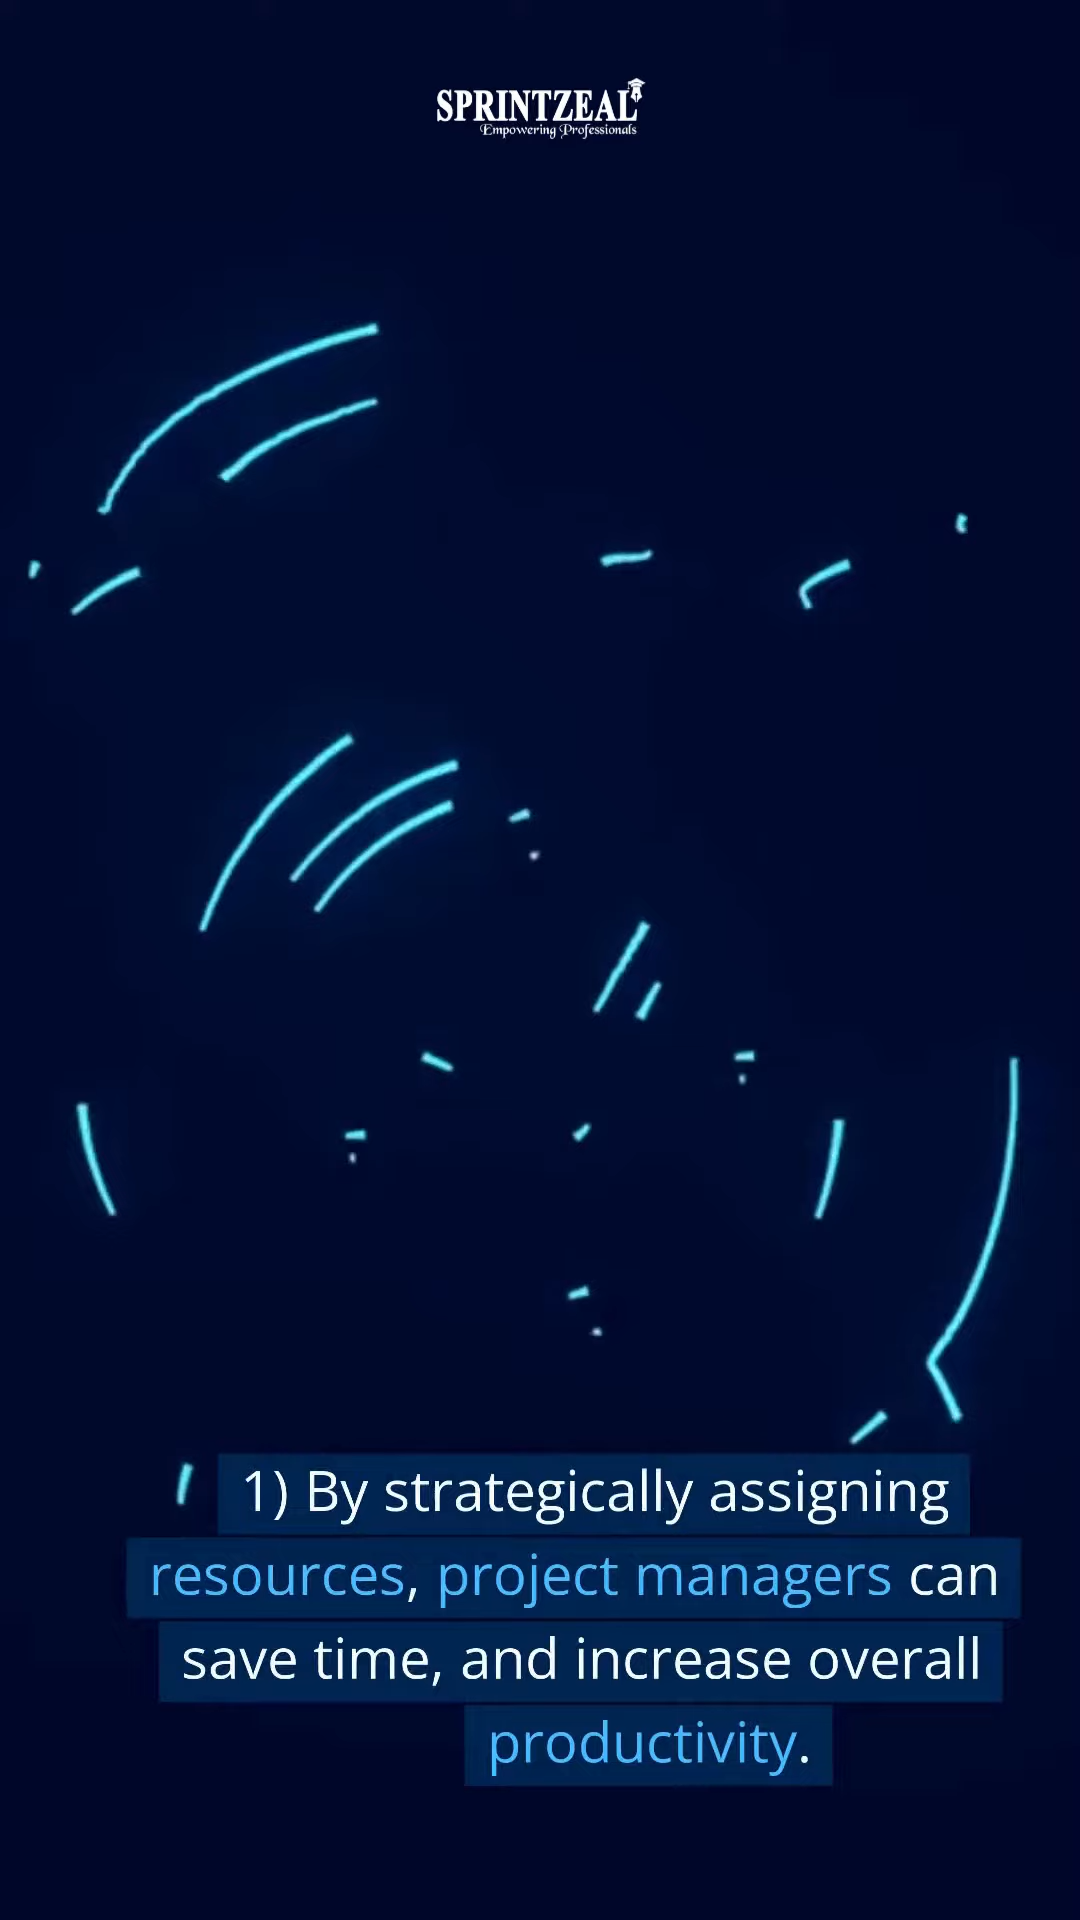 SPRINTZEAL
Empowering Professionals
1) By strategically assigning
resources, project managers can
save time, and increase overall
productivity.